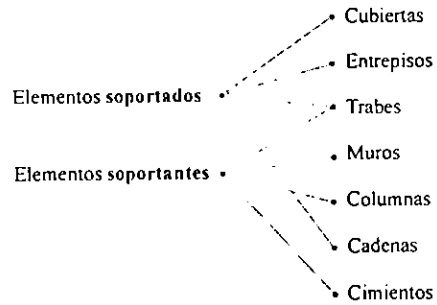 Cubiertas
Entrepisos
Elementos soportados
Trabes
Muros
Elementos soportantes
Columnas
Cadenas
Cimientos